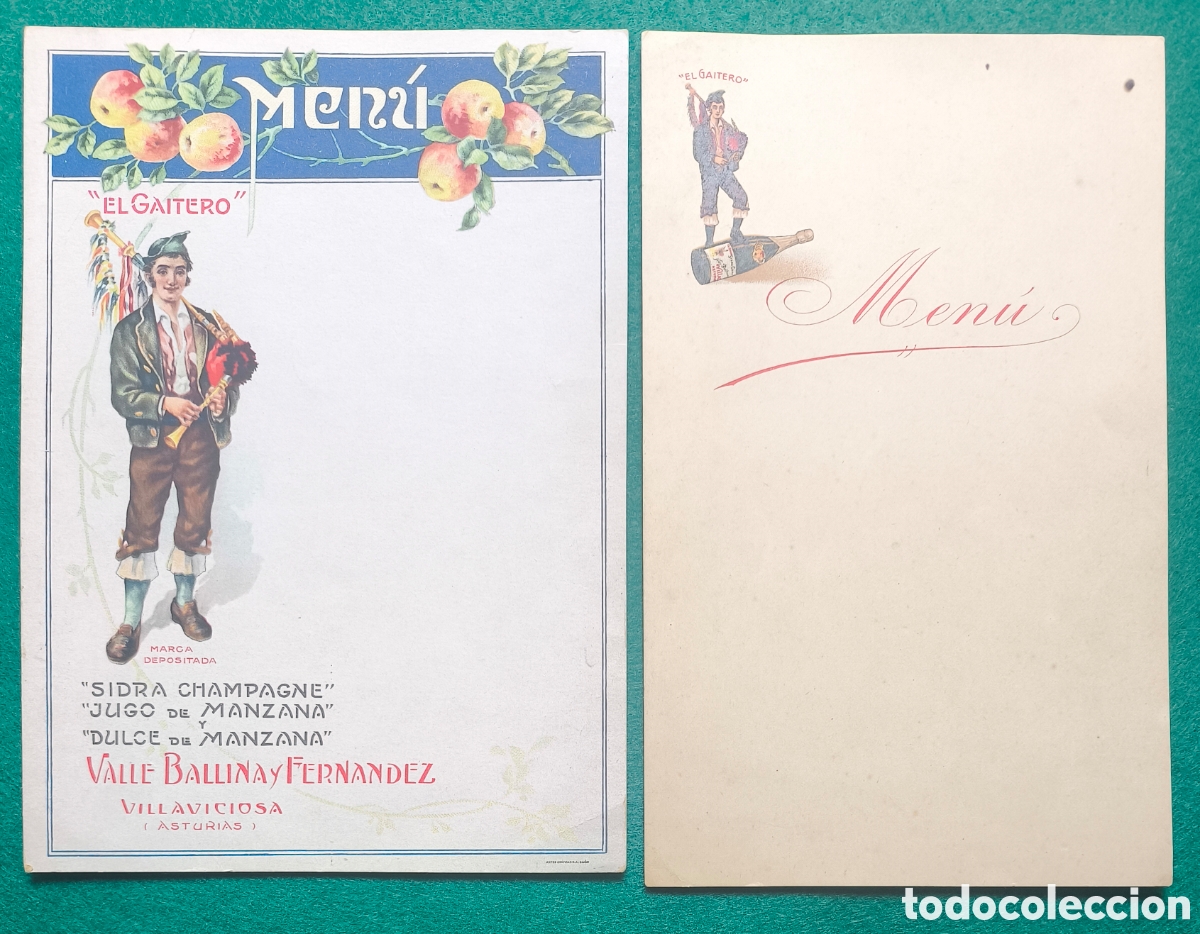 Menú
"EL GAITERO"
MARCA
DEPOSITADA
"SIDRA CHAMPAGNE"
"JUGO DE MANZANA"
Y
"DULCE DE MANZANA"
VALLE BALLINA Y FERNANDEZ
VILLAVICIOSA
(ASTURIAS)
"EL GAITERO"
Menú
todocoleccion